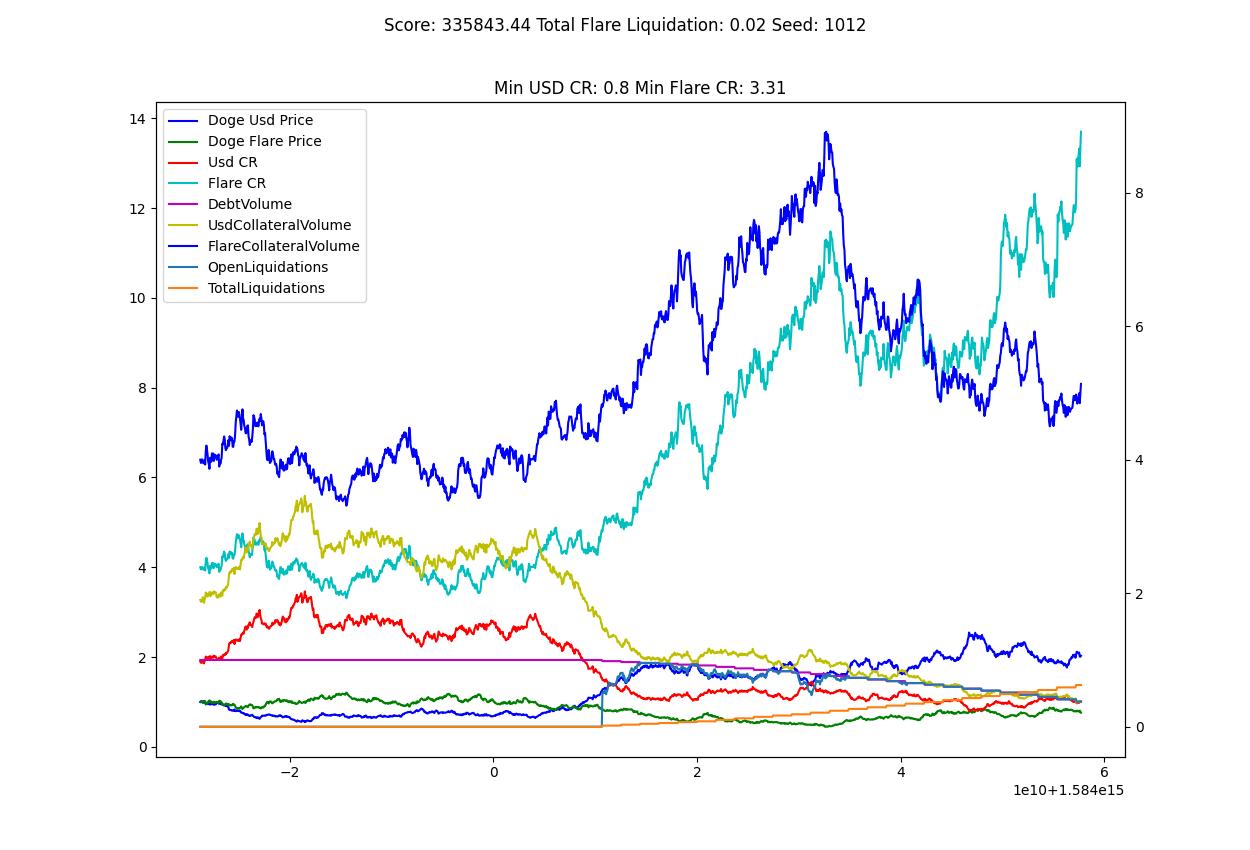 Score: 335843.44 Total Flare Liquidation: 0.02 Seed: 1012
Min USD CR: 0.8 Min Flare CR: 3.31
Doge Usd Price
Doge Flare Price
Usd CR
Flare CR
DebtVolume
UsdCollateralVolume
FlareCollateralVolume
OpenLiquidations
TotalLiquidations
14
12
10
8
6
4
2
0
8
6
4
2
0
−2
0
2
4
6
1e10+1.584e15